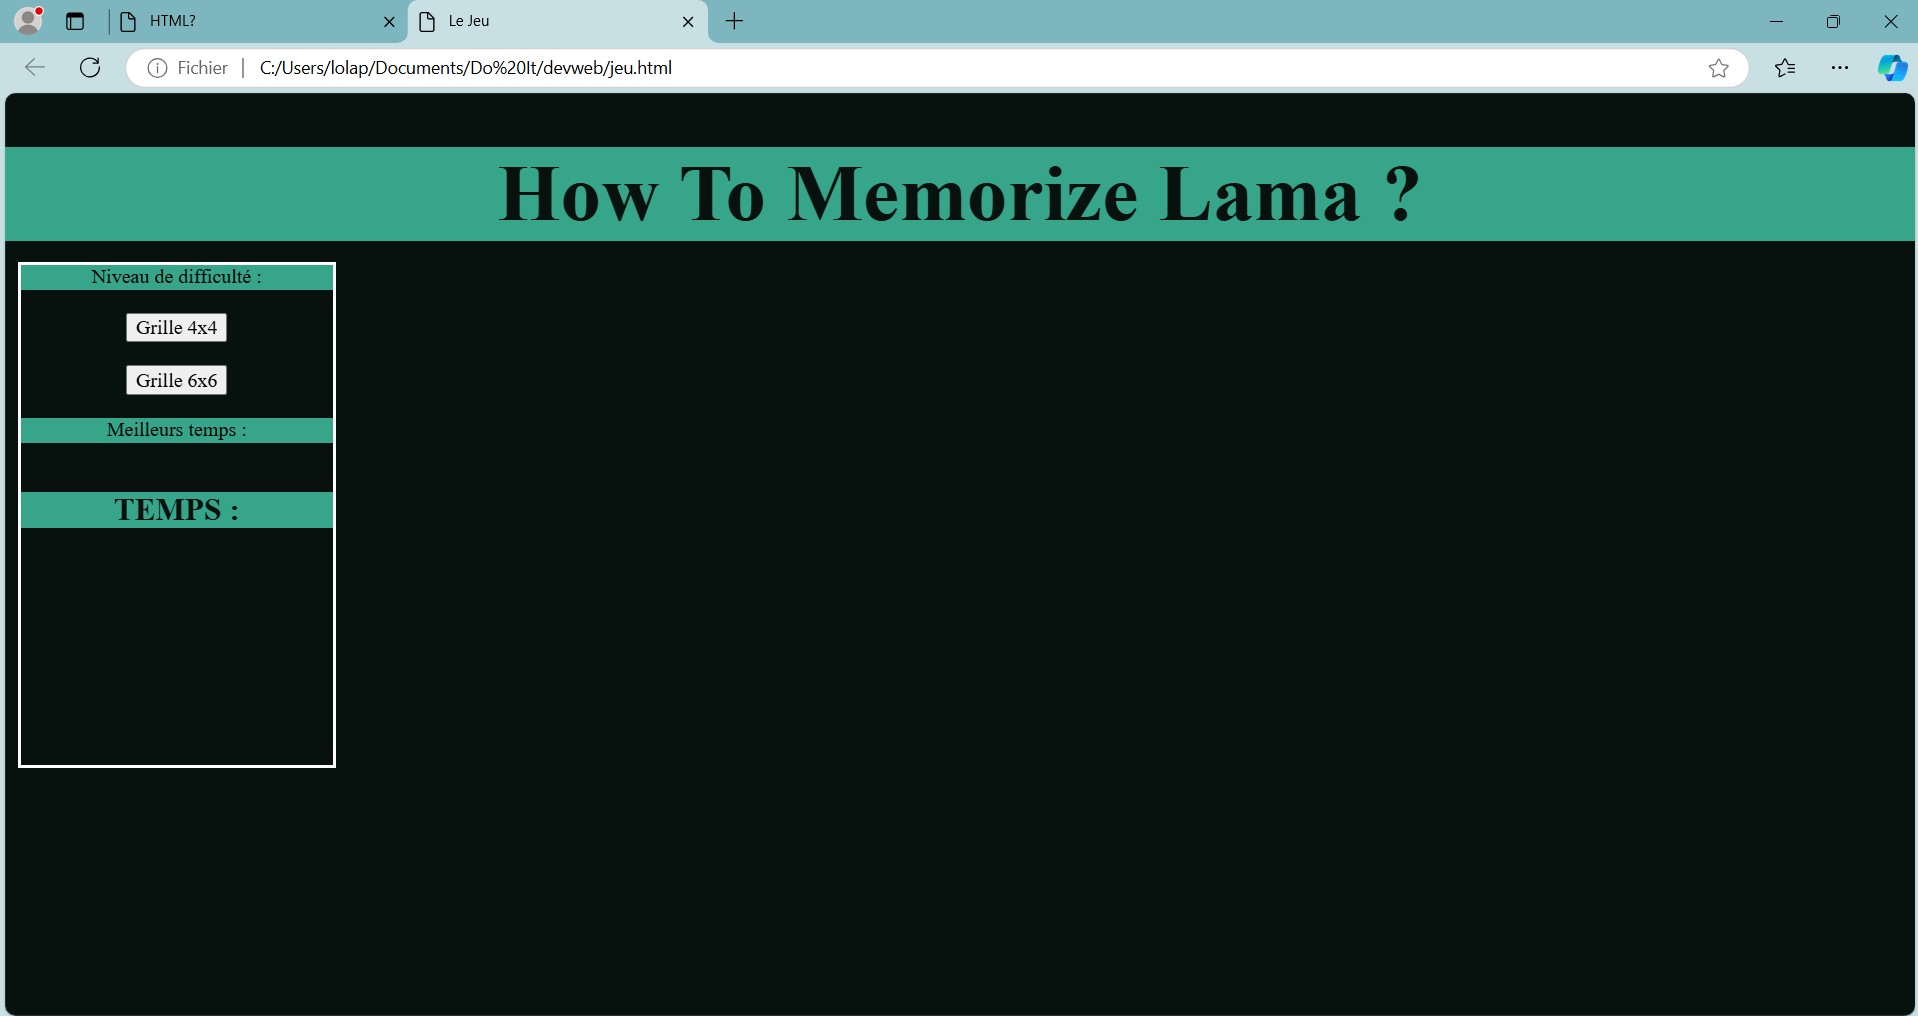 HTML?
Le Jeu
Fichier
C:/Users/lolap/Documents/Do%20It/devweb/jeu.html
How To Memorize Lama ?
Niveau de difficulté :
Grille 4x4
Grille 6x6
Meilleurs temps :
TEMPS :